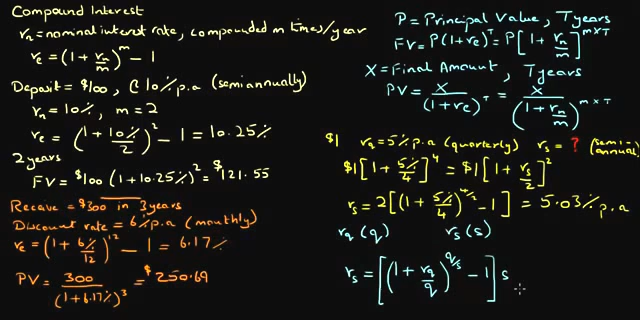 Compound Interest
rn = nominal interest rate, compounded m times/year
re = (1 + rn/m)^m − 1
Deposit = $100, @ 10% p.a (semiannually)
rn = 10%, m = 2
re = (1 + 10%/2)^2 − 1 = 10.25%
2 years
FV = $100 (1 + 10.25%)^2 = $121.55
Receive = $300 in 3 years
Discount rate = 6% p.a (monthly)
re = (1 + 6%/12)^12 − 1 = 6.17%
PV = 300/(1 + 6.17%)^3 = $250.69
P = Principal Value, T years
FV = P(1 + re)^T = P[1 + rn/m]^m×T
X = Final Amount, T years
PV = X/(1 + re)^T = X/(1 + rn/m)^m×T
$1 rq = 5% p.a (quarterly) rs = ? (semi-annual)
$1[1 + 5%/4]^4 = $1[1 + rs/2]^2
rs = 2[(1 + 5%/4)^4/2 − 1] = 5.03% p.a
rq (q) rs (s)
rs = [(1 + rq/q)^q/s − 1] s